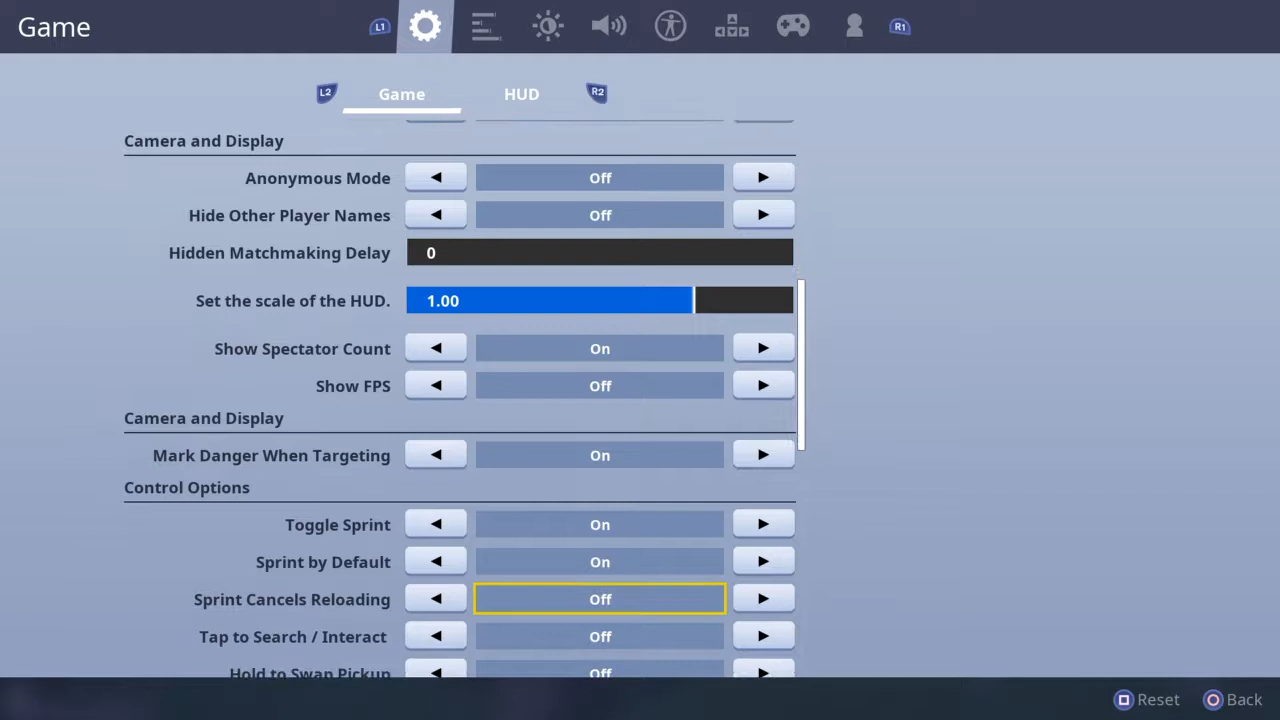 Game
L1
R1
L2
Game
HUD
R2
Camera and Display
Anonymous Mode Off
Hide Other Player Names Off
Hidden Matchmaking Delay 0
Set the scale of the HUD. 1.00
Show Spectator Count On
Show FPS Off
Camera and Display
Mark Danger When Targeting On
Control Options
Toggle Sprint On
Sprint by Default On
Sprint Cancels Reloading Off
Tap to Search / Interact Off
Hold to Swap Pickup Off
Reset Back